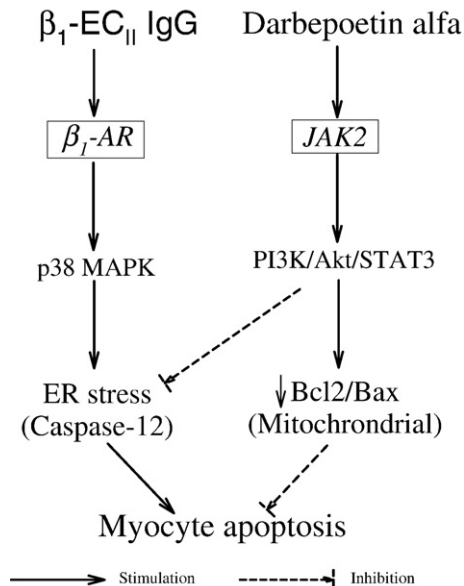 β₁-EC_II IgG Darbepoetin alfa
β₁-AR JAK2
p38 MAPK PI3K/Akt/STAT3
ER stress ↓Bcl2/Bax
(Caspase-12) (Mitochrondrial)
Myocyte apoptosis
Stimulation Inhibition